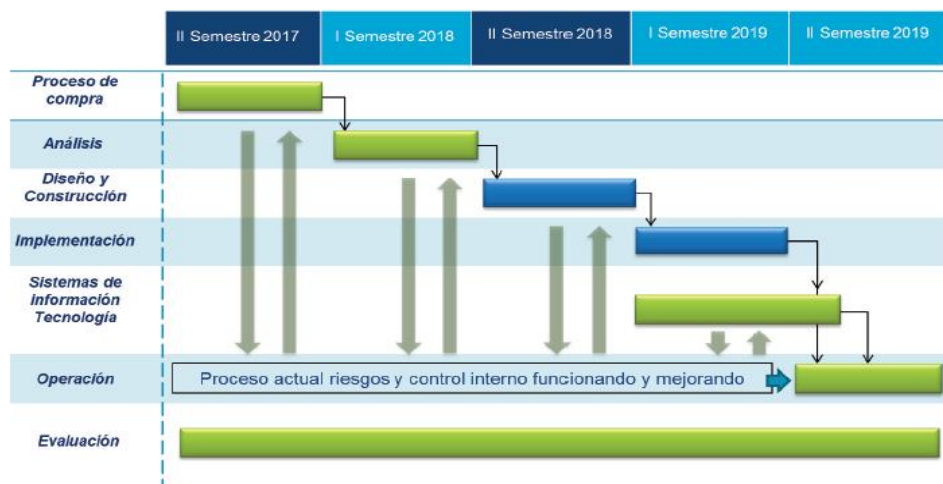 II Semestre 2017
I Semestre 2018
II Semestre 2018
I Semestre 2019
II Semestre 2019
Proceso de
compra
Análisis
Diseño y
Construcción
Implementación
Sistemas de
información
Tecnología
Operación
Proceso actual riesgos y control interno funcionando y mejorando
Evaluación